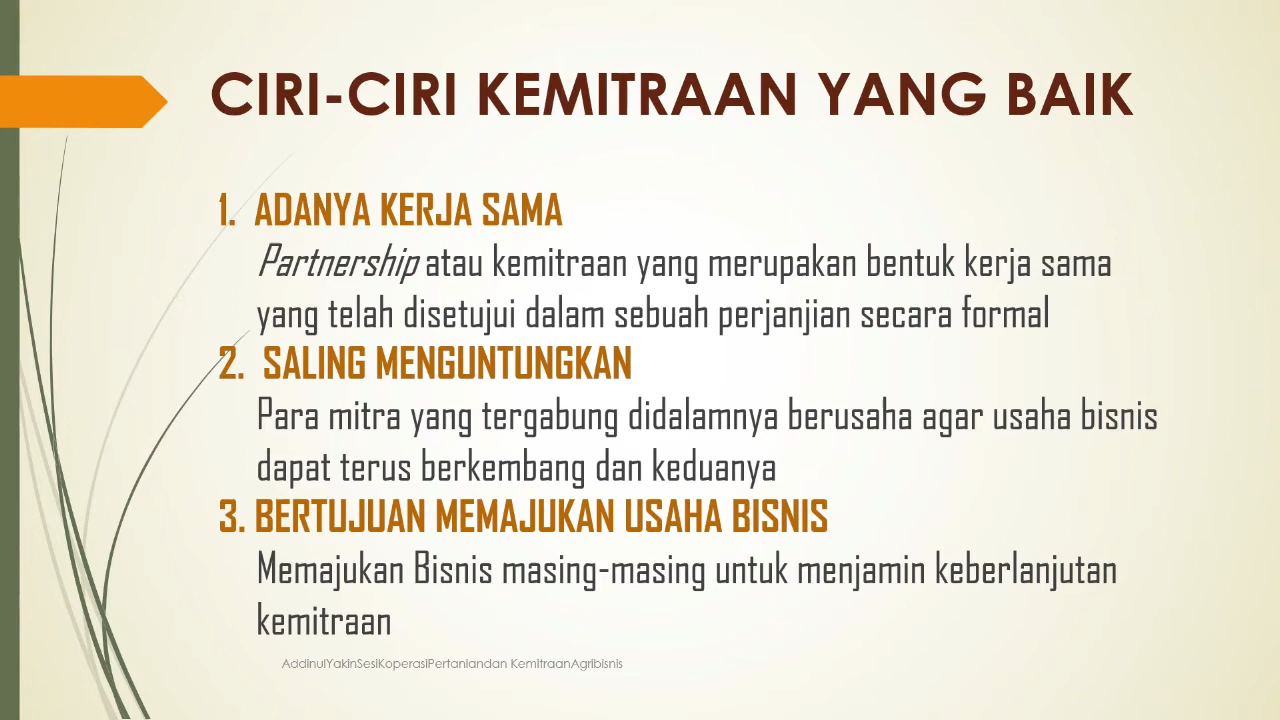 CIRI-CIRI KEMITRAAN YANG BAIK
1. ADANYA KERJA SAMA
Partnership atau kemitraan yang merupakan bentuk kerja sama
yang telah disetujui dalam sebuah perjanjian secara formal
2. SALING MENGUNTUNGKAN
Para mitra yang tergabung didalamnya berusaha agar usaha bisnis
dapat terus berkembang dan keduanya
3. BERTUJUAN MEMAJUKAN USAHA BISNIS
Memajukan Bisnis masing-masing untuk menjamin keberlanjutan
kemitraan
AddinulYakinSesiKoperasiPertaniandan KemitraanAgribisnis